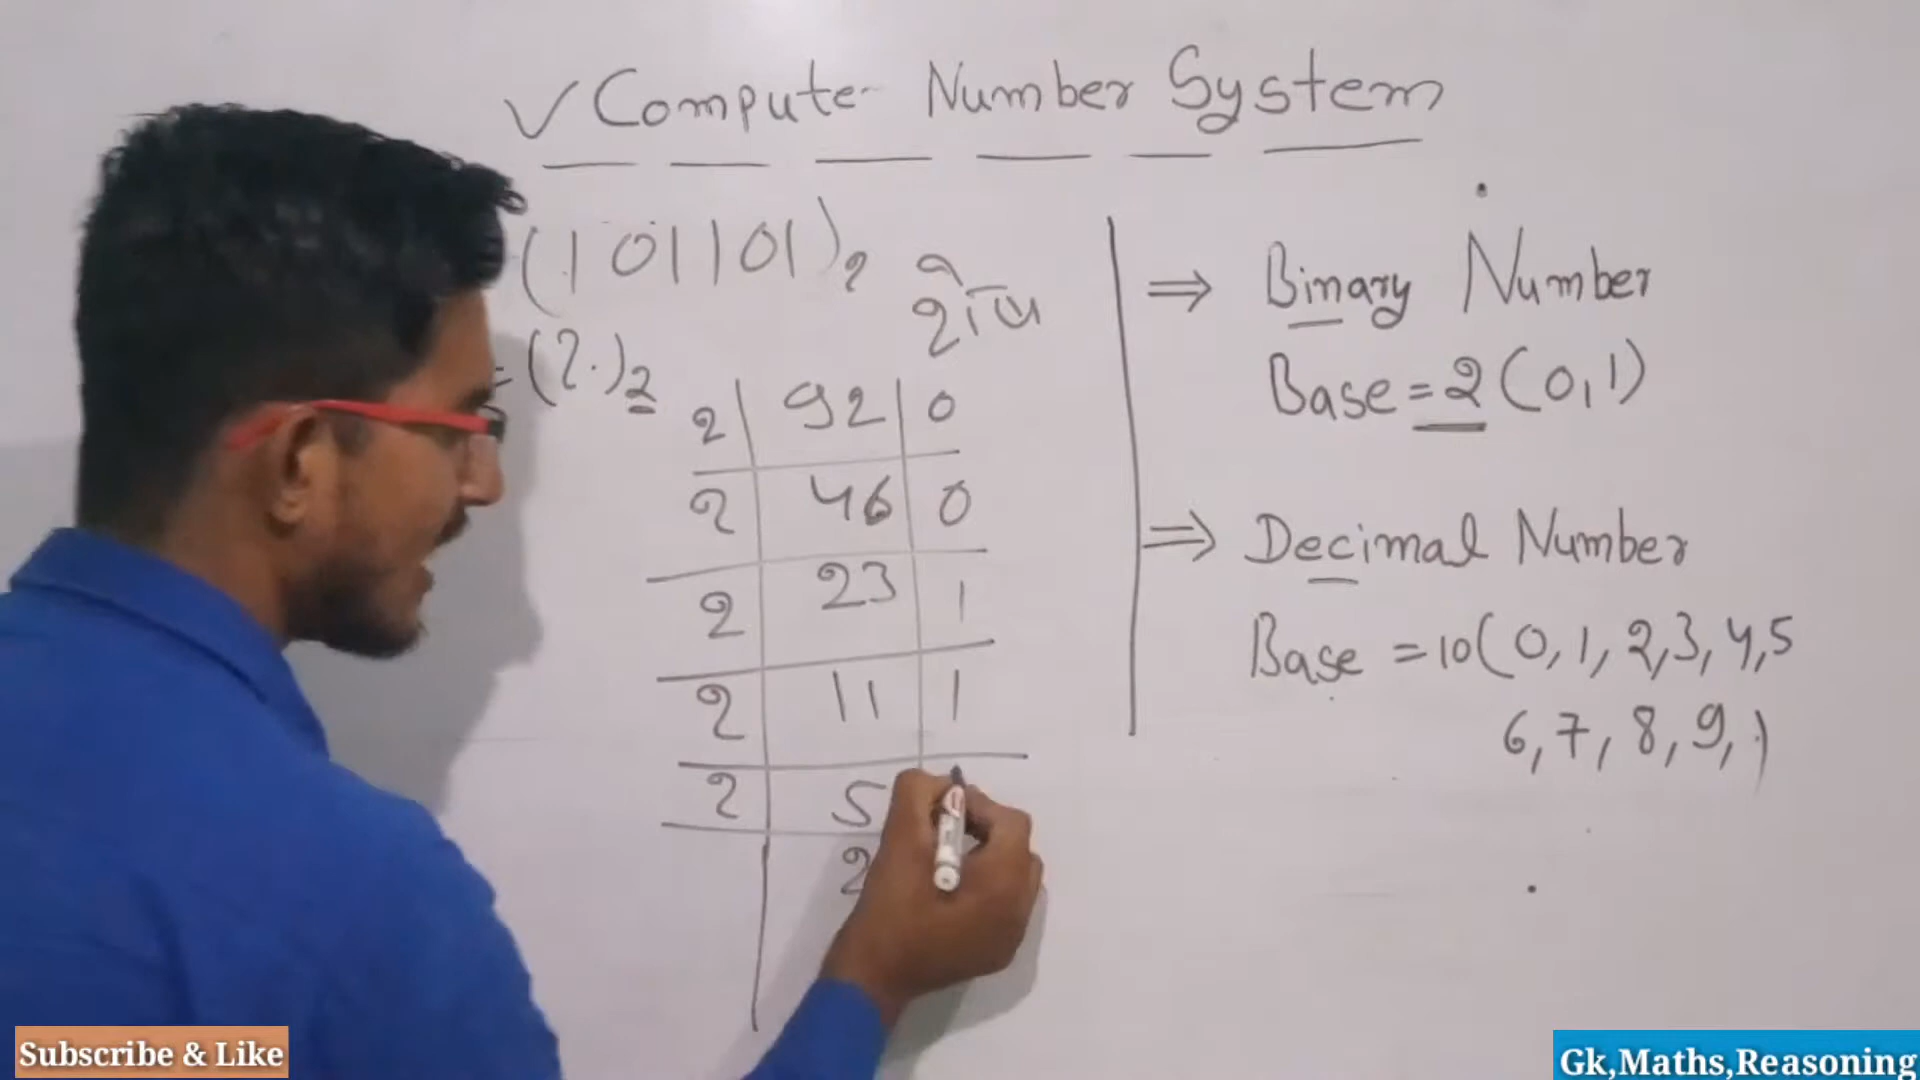 ✓ Compute Number System
(101101)2
शेष
= (?.)2
2 | 92 | 0
2 | 46 | 0
2 | 23 | 1
2 | 11 | 1
2 | 5
2
⇒ Binary Number
Base = 2 (0,1)
⇒ Decimal Number
Base = 10 (0, 1, 2, 3, 4, 5
6, 7, 8, 9, )
Subscribe & Like
Gk,Maths,Reasoning